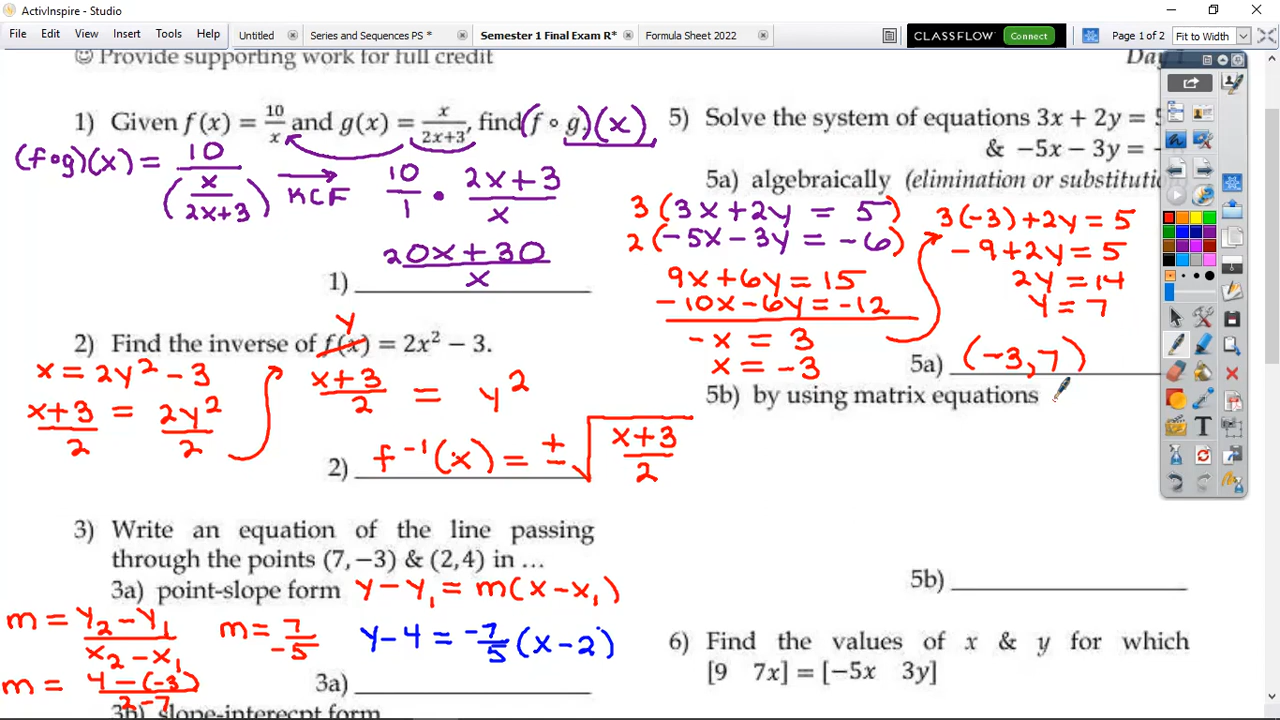 ActivInspire - Studio
File Edit View Insert Tools Help Untitled Series and Sequences PS * Semester 1 Final Exam R* Formula Sheet 2022 CLASSFLOW Connect Page 1 of 2 Fit to Width
☺ Provide supporting work for full credit
1) Given f(x) = 10/x and g(x) = x/(2x+3), find (f ∘ g)(x)
(f∘g)(x) = 10/(x/(2x+3)) → KCF 10/1 • (2x+3)/x
20x+30
1) x
2) Find the inverse of f(x) = 2x² − 3.
y
x = 2y² − 3
(x+3)/2 = 2y²/2
(x+3)/2 = y²
2) f⁻¹(x) = ±√((x+3)/2)
3) Write an equation of the line passing
through the points (7, −3) & (2, 4) in …
3a) point-slope form y − y₁ = m(x − x₁)
m = (y₂ − y₁)/(x₂ − x₁) m = 7/−5 y − 4 = −7/5 (x − 2)
m = (4 − (−3))/(2 − 7)
3a)
3b) slope-intercept form
5) Solve the system of equations 3x + 2y =
& −5x − 3y = −
5a) algebraically (elimination or
3(3x + 2y = 5)
2(−5x − 3y = −6)
9x + 6y = 15
−10x − 6y = −12
−x = 3
x = −3
3(−3) + 2y = 5
−9 + 2y = 5
2y = 14
y = 7
5a) (−3, 7)
5b) by using matrix equations
5b)
6) Find the values of x & y for which
[9 7x] = [−5x 3y]